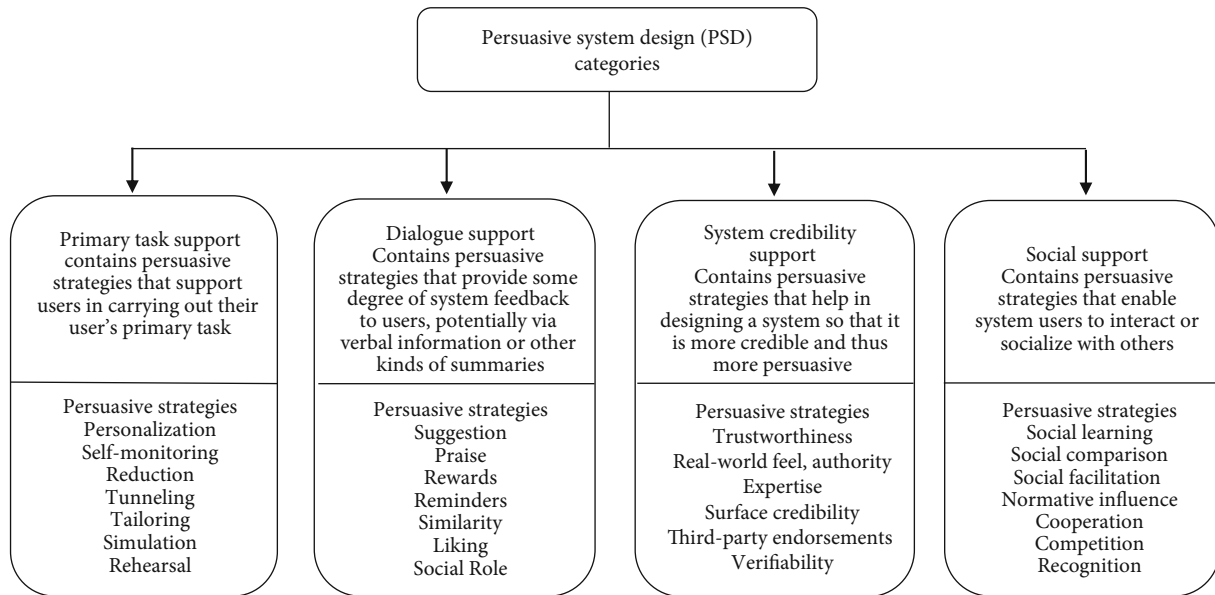 Persuasive system design (PSD)
categories
Primary task support
contains persuasive
strategies that support
users in carrying out their
user's primary task
Persuasive strategies
Personalization
Self-monitoring
Reduction
Tunneling
Tailoring
Simulation
Rehearsal
Dialogue support
Contains persuasive
strategies that provide some
degree of system feedback
to users, potentially via
verbal information or other
kinds of summaries
Persuasive strategies
Suggestion
Praise
Rewards
Reminders
Similarity
Liking
Social Role
System credibility
support
Contains persuasive
strategies that help in
designing a system so that it
is more credible and thus
more persuasive
Persuasive strategies
Trustworthiness
Real-world feel, authority
Expertise
Surface credibility
Third-party endorsements
Verifiability
Social support
Contains persuasive
strategies that enable
system users to interact or
socialize with others
Persuasive strategies
Social learning
Social comparison
Social facilitation
Normative influence
Cooperation
Competition
Recognition